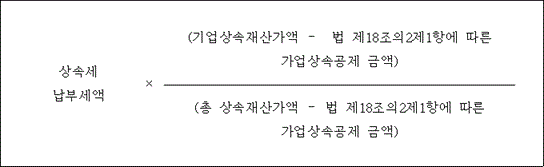 (기업상속재산가액 - 법 제18조의2제1항에 따른
가업상속공제 금액)
상속세
납부세액
×
(총 상속재산가액 - 법 제18조의2제1항에 따른
가업상속공제 금액)